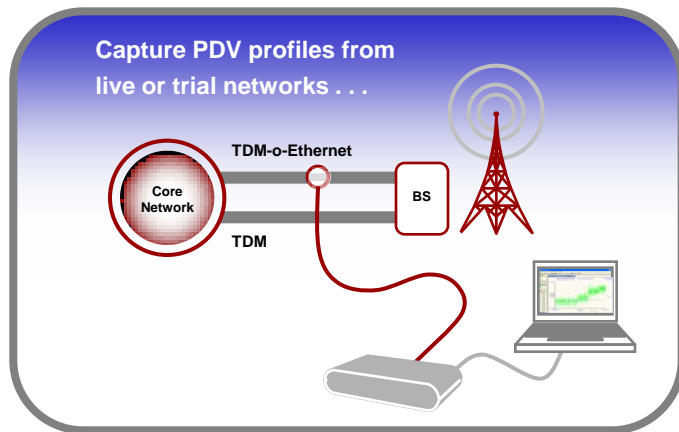 Capture PDV profiles from
live or trial networks . . .
TDM-o-Ethernet
Core
Network
BS
TDM